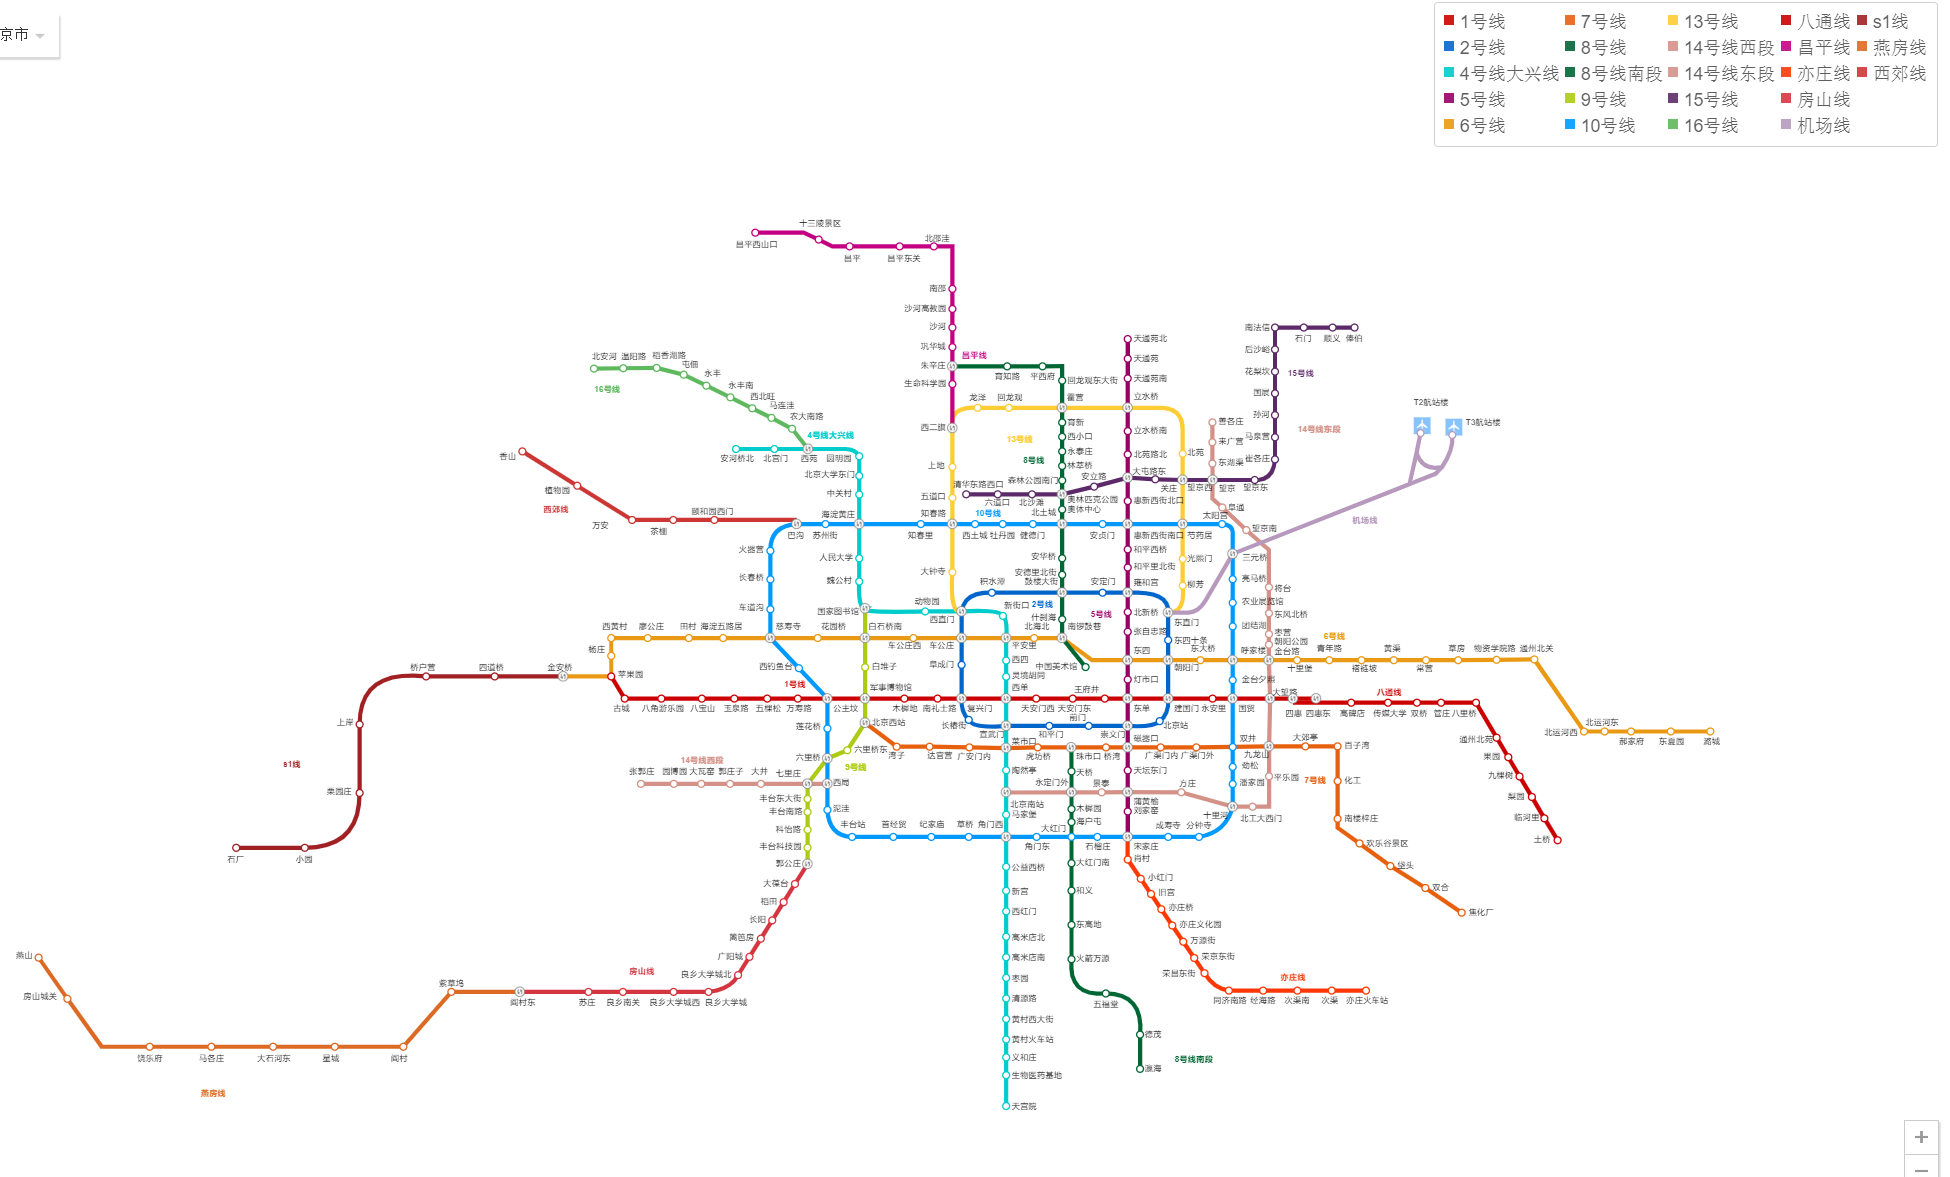 京市
1号线
2号线
4号线大兴线
5号线
6号线
7号线
8号线
8号线南段
9号线
10号线
13号线
14号线西段
14号线东段
15号线
16号线
八通线
昌平线
亦庄线
房山线
机场线
s1线
燕房线
西郊线
十三陵景区
昌平西山口
昌平
昌平东关
北邵洼
南邵
沙河高教园
沙河
巩华城
朱辛庄
昌平线
生命科学园
西二旗
育知路
平西府
回龙观东大街
霍营
育新
西小口
永泰庄
林萃桥
森林公园南门
奥林匹克公园
奥体中心
北土城
安华桥
安德里北街
鼓楼大街
什刹海
南锣鼓巷
中国美术馆
8号线
天通苑北
天通苑
天通苑南
立水桥
立水桥南
北苑路北
大屯路东
惠新西街北口
惠新西街南口
和平西桥
和平里北街
雍和宫
北新桥
张自忠路
东四
灯市口
东单
崇文门
磁器口
天坛东门
蒲黄榆
刘家窑
宋家庄
5号线
南法信
石门
顺义
俸伯
后沙峪
花梨坎
15号线
国展
孙河
马泉营
崔各庄
望京东
望京
望京西
关庄
安立路
北沙滩
六道口
清华东路西口
善各庄
来广营
东湖渠
阜通
望京南
14号线东段
将台
东风北桥
枣营
朝阳公园
金台路
大望路
九龙山
平乐园
北工大西门
十里河
方庄
景泰
永定门外
北京南站
T2航站楼
T3航站楼
机场线
三元桥
东直门
北安河
温阳路
稻香湖路
屯佃
永丰
永丰南
西北旺
马连洼
农大南路
西苑
16号线
4号线大兴线
安河桥北
北宫门
圆明园
北京大学东门
中关村
海淀黄庄
人民大学
魏公村
国家图书馆
动物园
西直门
新街口
平安里
西四
灵境胡同
西单
宣武门
菜市口
陶然亭
马家堡
角门西
公益西桥
新宫
西红门
高米店北
高米店南
枣园
清源路
黄村西大街
黄村火车站
义和庄
生物医药基地
天宫院
香山
植物园
西郊线
万安
茶棚
颐和园西门
巴沟
龙泽
回龙观
13号线
上地
五道口
知春路
大钟寺
北苑
芍药居
光熙门
柳芳
苏州街
知春里
西土城
牡丹园
健德门
10号线
安贞门
太阳宫
亮马桥
农业展览馆
团结湖
呼家楼
金台夕照
国贸
双井
劲松
潘家园
分钟寺
成寿寺
石榴庄
大红门
角门东
草桥
纪家庙
首经贸
丰台站
泥洼
西局
六里桥
莲花桥
公主坟
西钓鱼台
慈寿寺
车道沟
长春桥
火器营
积水潭
安定门
2号线
东四十条
朝阳门
建国门
北京站
前门
和平门
长椿街
复兴门
阜成门
车公庄
西黄村
廖公庄
田村
海淀五路居
花园桥
白石桥南
车公庄西
北海北
杨庄
苹果园
金安桥
东大桥
十里堡
青年路
6号线
褡裢坡
黄渠
常营
草房
物资学院路
通州北关
北运河西
北运河东
郝家府
东夏园
潞城
古城
八角游乐园
八宝山
玉泉路
五棵松
万寿路
1号线
军事博物馆
木樨地
南礼士路
天安门西
天安门东
王府井
永安里
四惠
四惠东
八通线
高碑店
传媒大学
双桥
管庄
八里桥
通州北苑
果园
九棵树
梨园
临河里
土桥
桥户营
四道桥
上岸
栗园庄
小园
石厂
s1线
白堆子
北京西站
六里桥东
9号线
七里庄
丰台东大街
丰台南路
科怡路
丰台科技园
郭公庄
14号线西段
张郭庄
园博园
大瓦窑
郭庄子
大井
湾子
达官营
广安门内
虎坊桥
珠市口
桥湾
广渠门内
广渠门外
大郊亭
百子湾
7号线
化工
南楼梓庄
欢乐谷景区
垡头
双合
焦化厂
天桥
木樨园
海户屯
大红门南
和义
东高地
火箭万源
五福堂
德茂
瀛海
8号线南段
肖村
小红门
旧宫
亦庄桥
亦庄文化园
万源街
荣京东街
荣昌东街
同济南路
经海路
次渠南
次渠
亦庄火车站
亦庄线
大葆台
稻田
长阳
篱笆房
广阳城
良乡大学城北
良乡大学城
良乡大学城西
良乡南关
苏庄
阎村东
房山线
紫草坞
阎村
星城
大石河东
马各庄
饶乐府
房山城关
燕山
燕房线